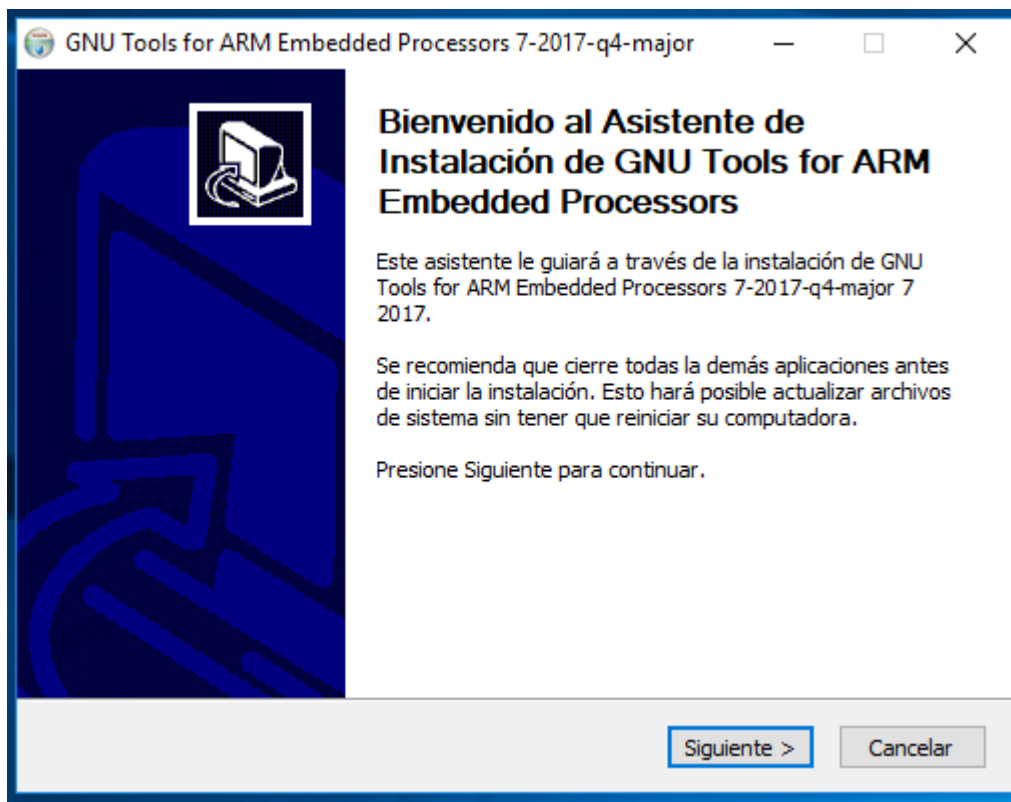 GNU Tools for ARM Embedded Processors 7-2017-q4-major
Bienvenido al Asistente de
Instalación de GNU Tools for ARM
Embedded Processors
Este asistente le guiará a través de la instalación de GNU
Tools for ARM Embedded Processors 7-2017-q4-major 7
2017.
Se recomienda que cierre todas la demás aplicaciones antes
de iniciar la instalación. Esto hará posible actualizar archivos
de sistema sin tener que reiniciar su computadora.
Presione Siguiente para continuar.
Siguiente >
Cancelar